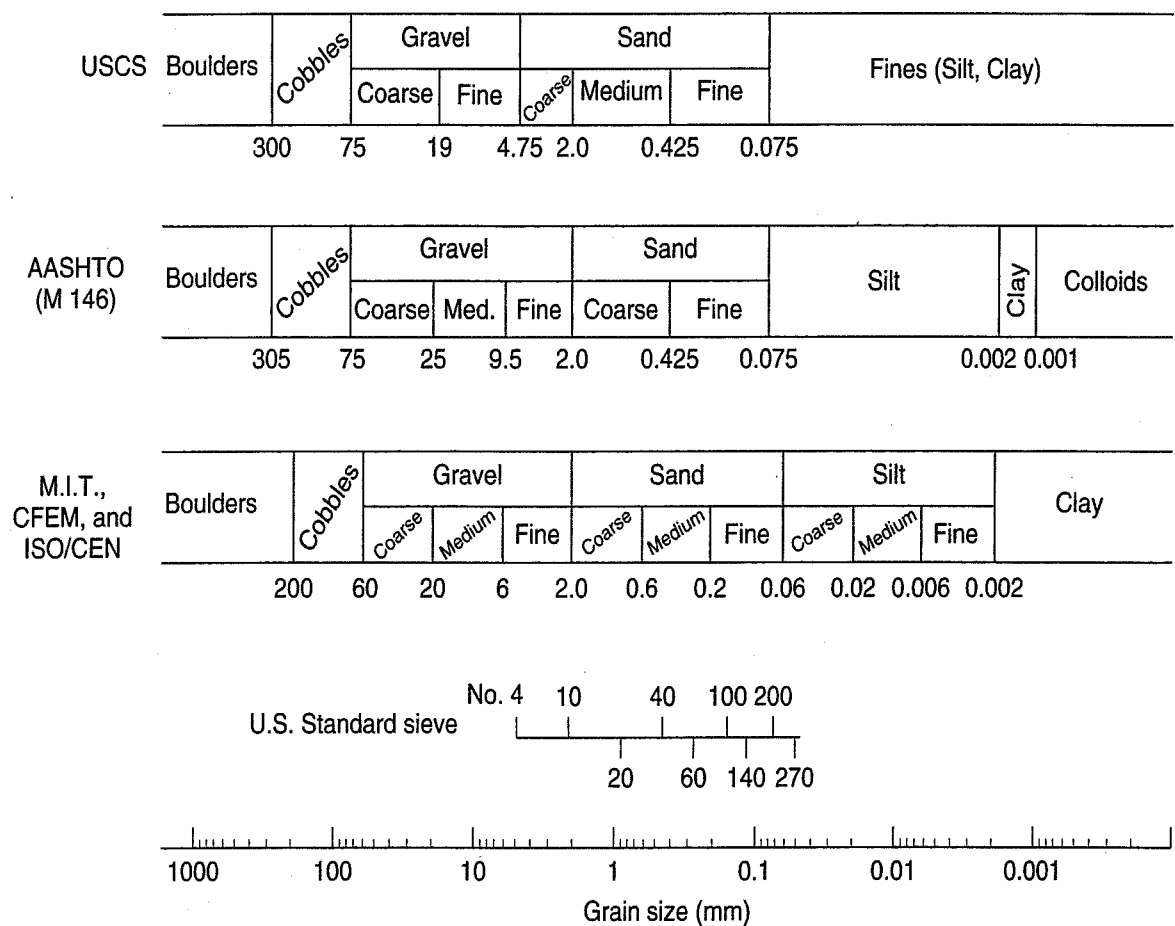 Gravel Sand
USCS Boulders Cobbles Fines (Silt, Clay)
Coarse Fine Coarse Medium Fine
300 75 19 4.75 2.0 0.425 0.075
Gravel Sand
AASHTO
(M 146)
Boulders Cobbles Silt Clay Colloids
Coarse Med. Fine Coarse Fine
305 75 25 9.5 2.0 0.425 0.075 0.002 0.001
Gravel Sand Silt
M.I.T.,
CFEM, and
ISO/CEN
Boulders Cobbles Clay
Coarse Medium Fine Coarse Medium Fine Coarse Medium Fine
200 60 20 6 2.0 0.6 0.2 0.06 0.02 0.006 0.002
No. 4 10 40 100 200
U.S. Standard sieve
20 60 140 270
1000 100 10 1 0.1 0.01 0.001
Grain size (mm)